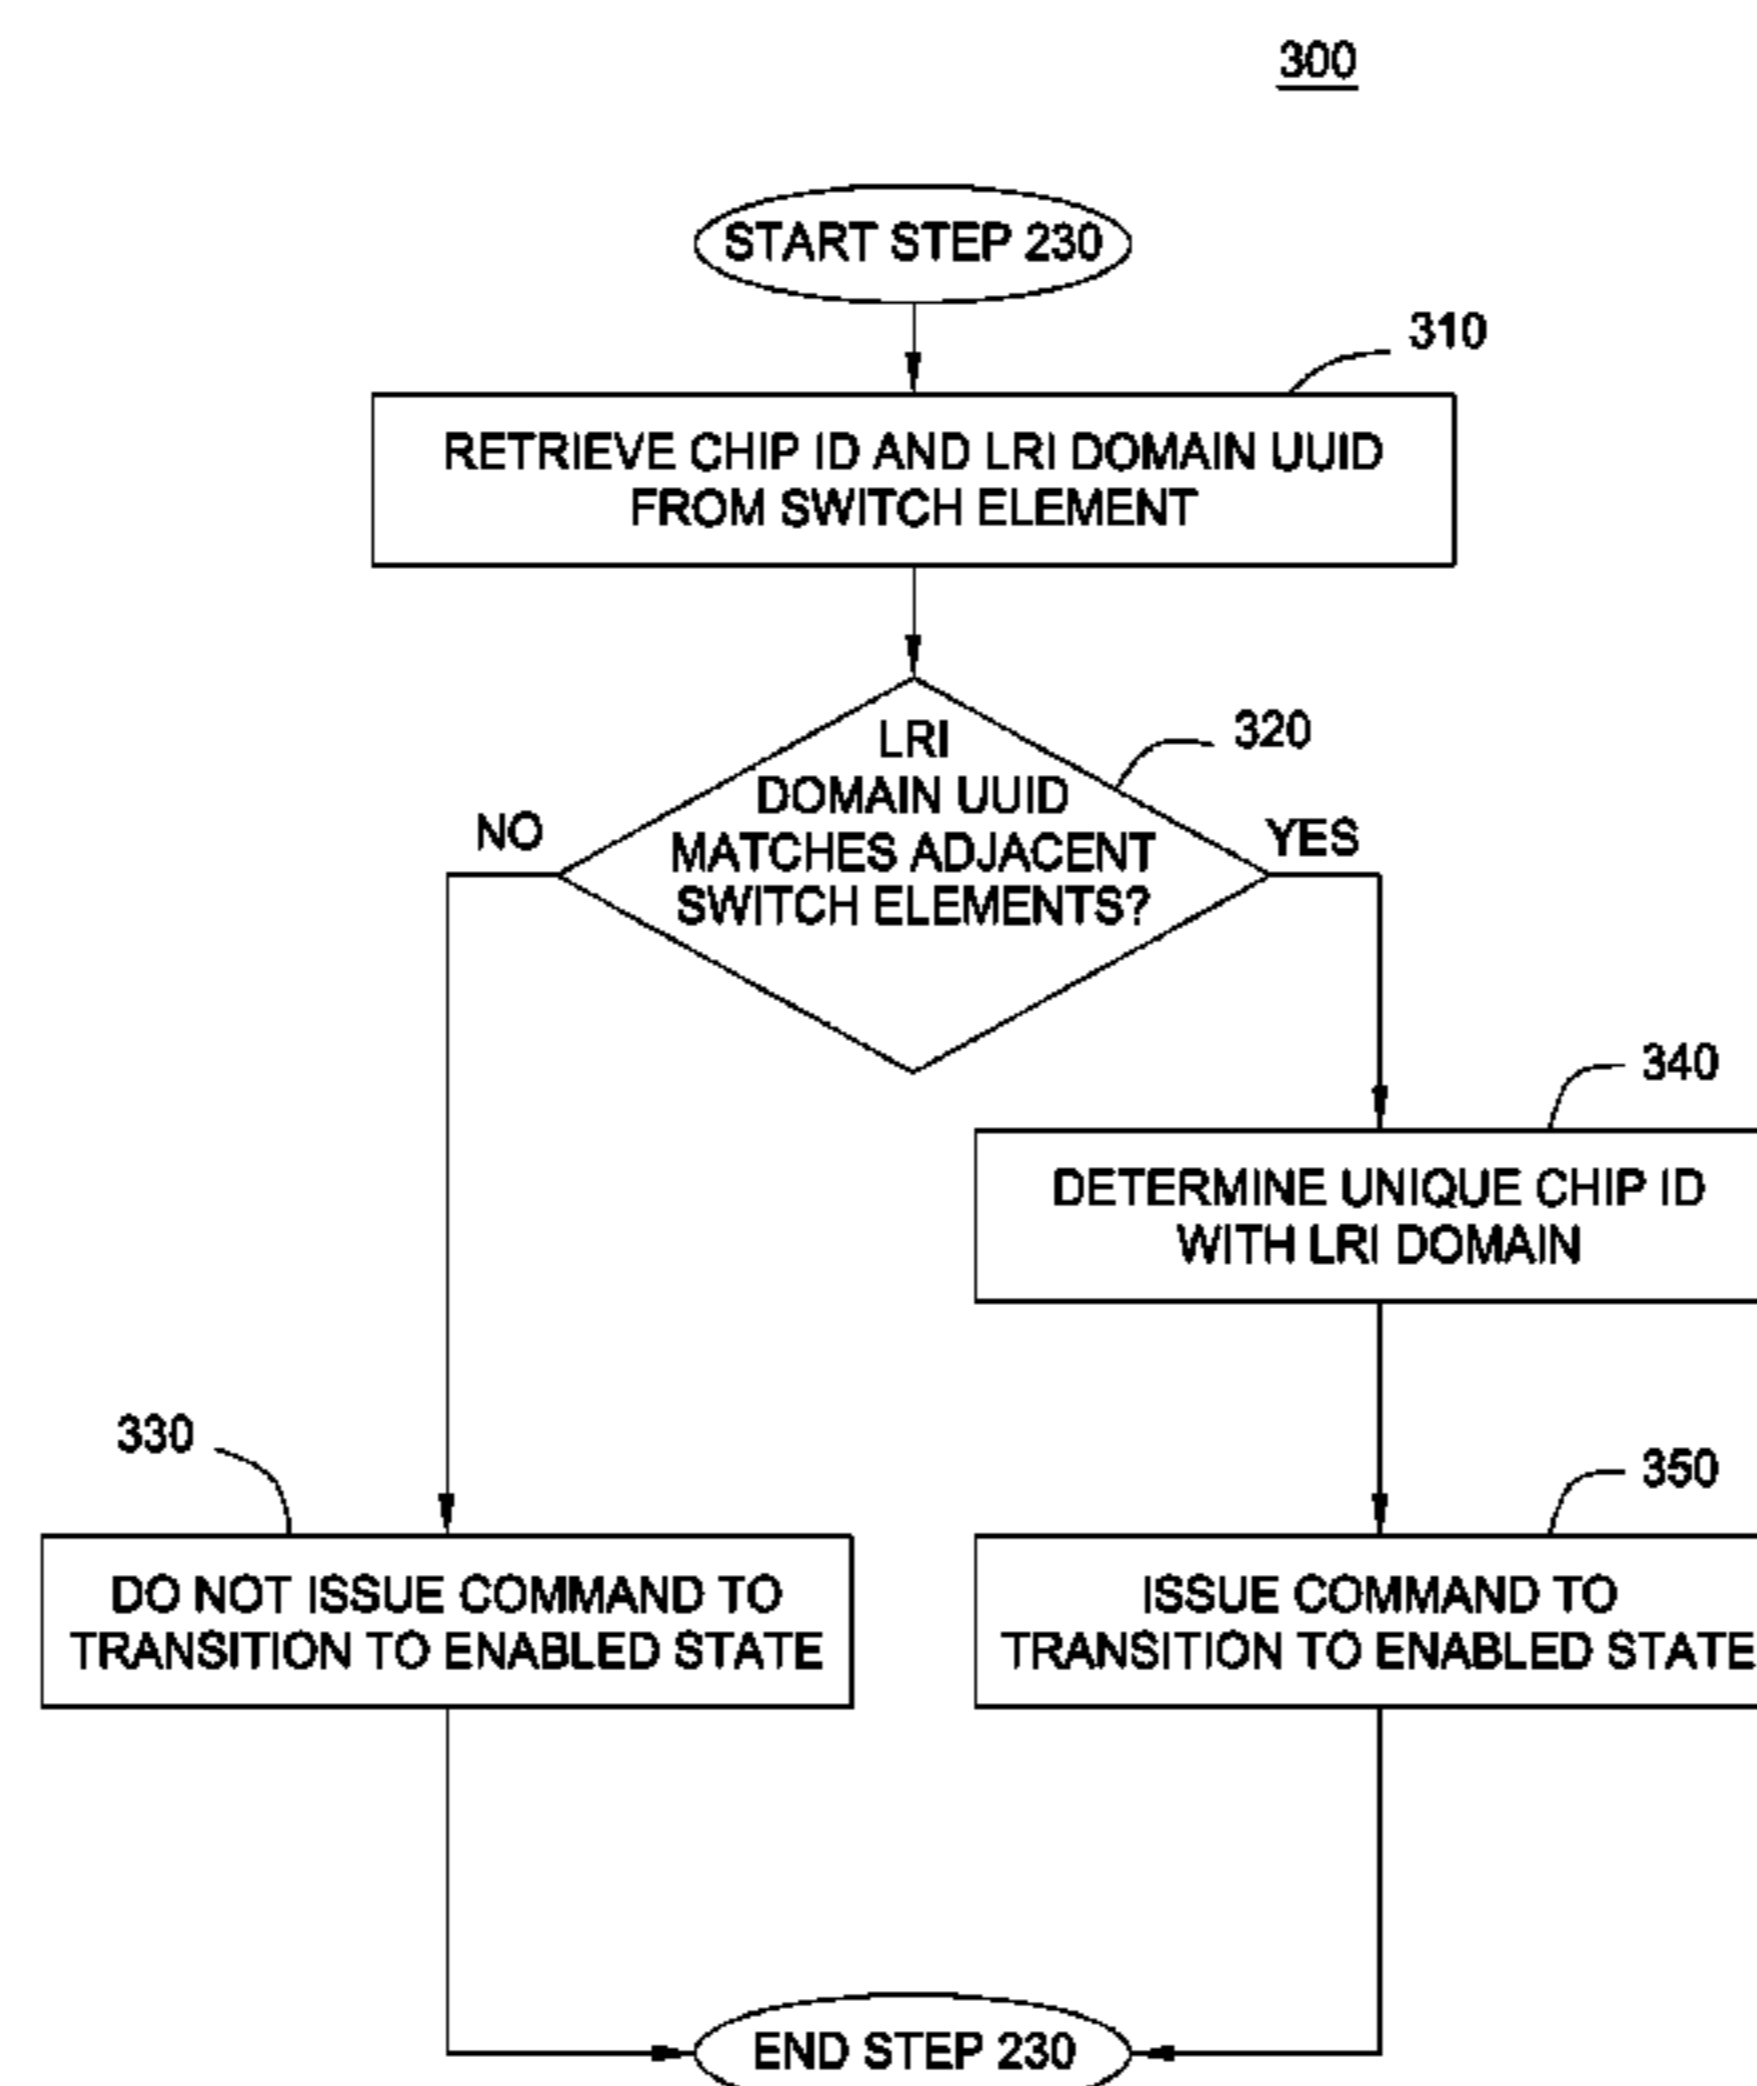 300
START STEP 230
310
RETRIEVE CHIP ID AND LRI DOMAIN UUID
FROM SWITCH ELEMENT
320
LRI
DOMAIN UUID
MATCHES ADJACENT
SWITCH ELEMENTS?
NO
YES
340
DETERMINE UNIQUE CHIP ID
WITH LRI DOMAIN
330
DO NOT ISSUE COMMAND TO
TRANSITION TO ENABLED STATE
350
ISSUE COMMAND TO
TRANSITION TO ENABLED STATE
END STEP 230